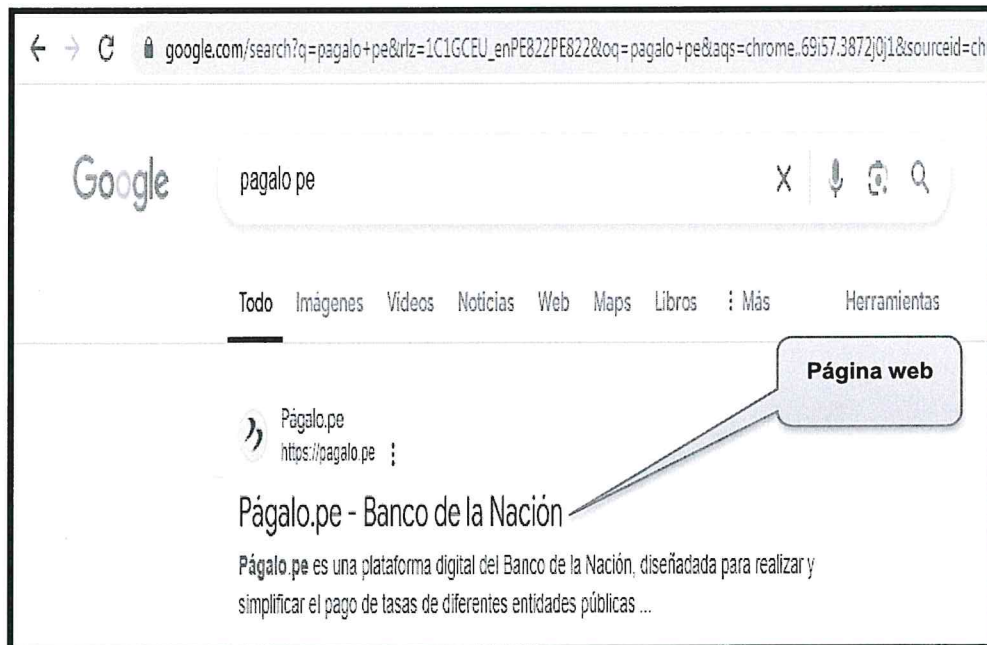 google.com/search?q=pagalo+pe&rlz=1C1GCEU_enPE822PE822&oq=pagalo+pe&aqs=chrome..69i57.3872j0j1&sourceid=ch
Google
pagalo pe
Todo Imágenes Videos Noticias Web Maps Libros : Más Herramientas
Página web
Págalo.pe
https://pagalo.pe
Págalo.pe - Banco de la Nación
Págalo.pe es una plataforma digital del Banco de la Nación, diseñadada para realizar y
simplificar el pago de tasas de diferentes entidades públicas ...